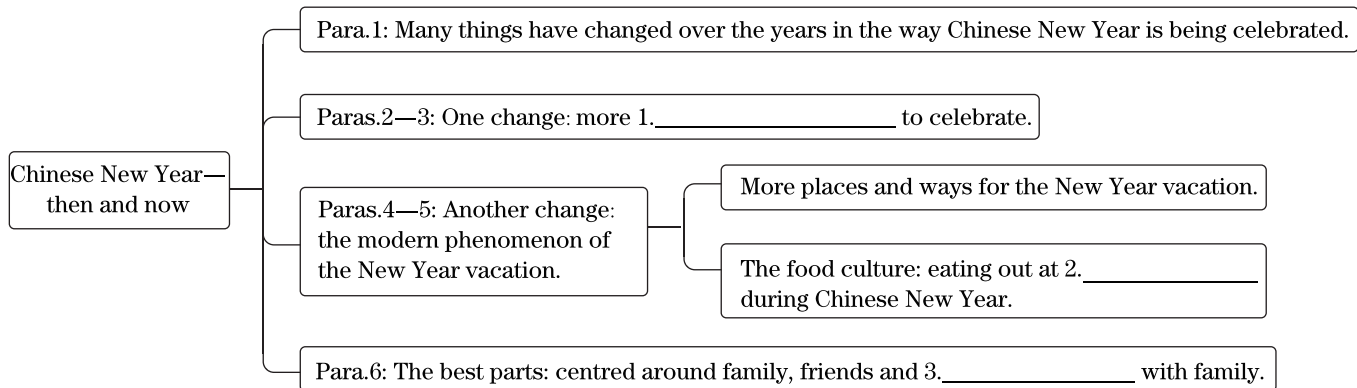 Para.1: Many things have changed over the years in the way Chinese New Year is being celebrated.
Paras.2—3: One change: more 1.____________ to celebrate.
Chinese New Year—
then and now
Paras.4—5: Another change:
the modern phenomenon of
the New Year vacation.
More places and ways for the New Year vacation.
The food culture: eating out at 2.____________
during Chinese New Year.
Para.6: The best parts: centred around family, friends and 3.____________ with family.